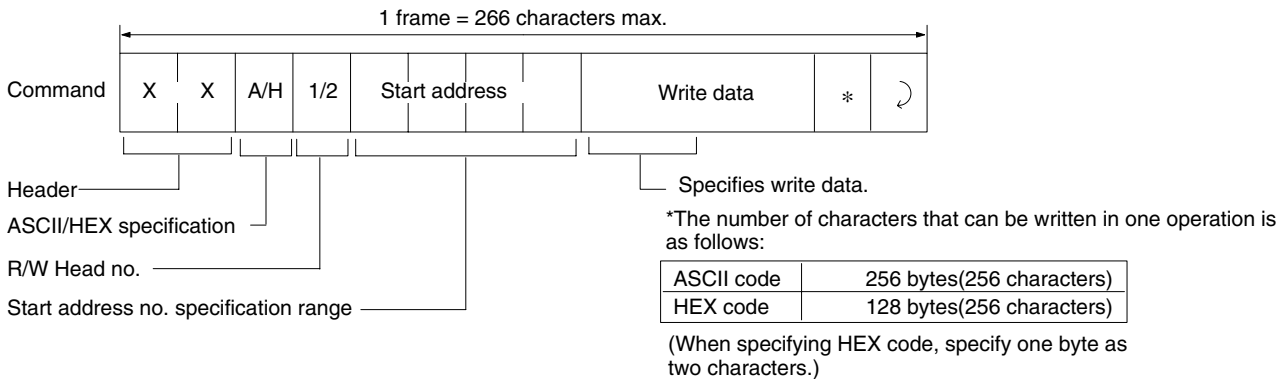 1 frame = 266 characters max.
Command X X A/H 1/2 Start address Write data *
Header
ASCII/HEX specification
R/W Head no.
Start address no. specification range
Specifies write data.
*The number of characters that can be written in one operation is
as follows:
ASCII code 256 bytes(256 characters)
HEX code 128 bytes(256 characters)
(When specifying HEX code, specify one byte as
two characters.)